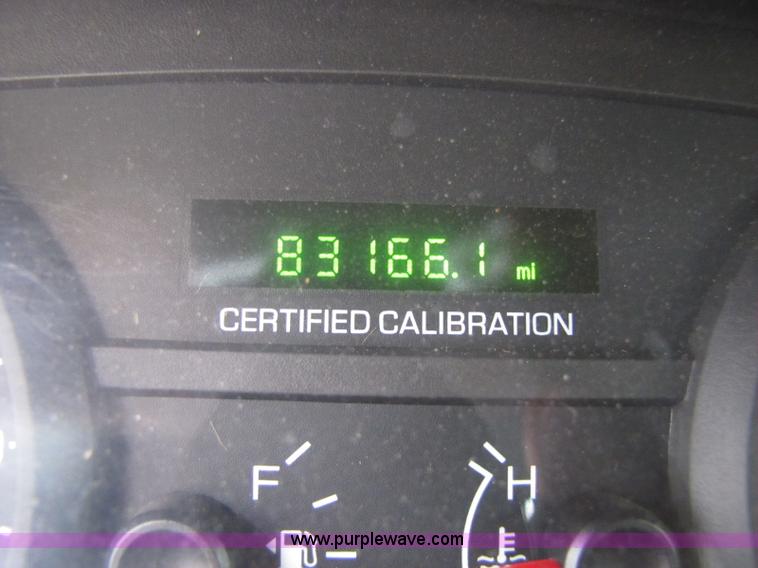 83166.1 mi
CERTIFIED CALIBRATION
F H
www.purplewave.com